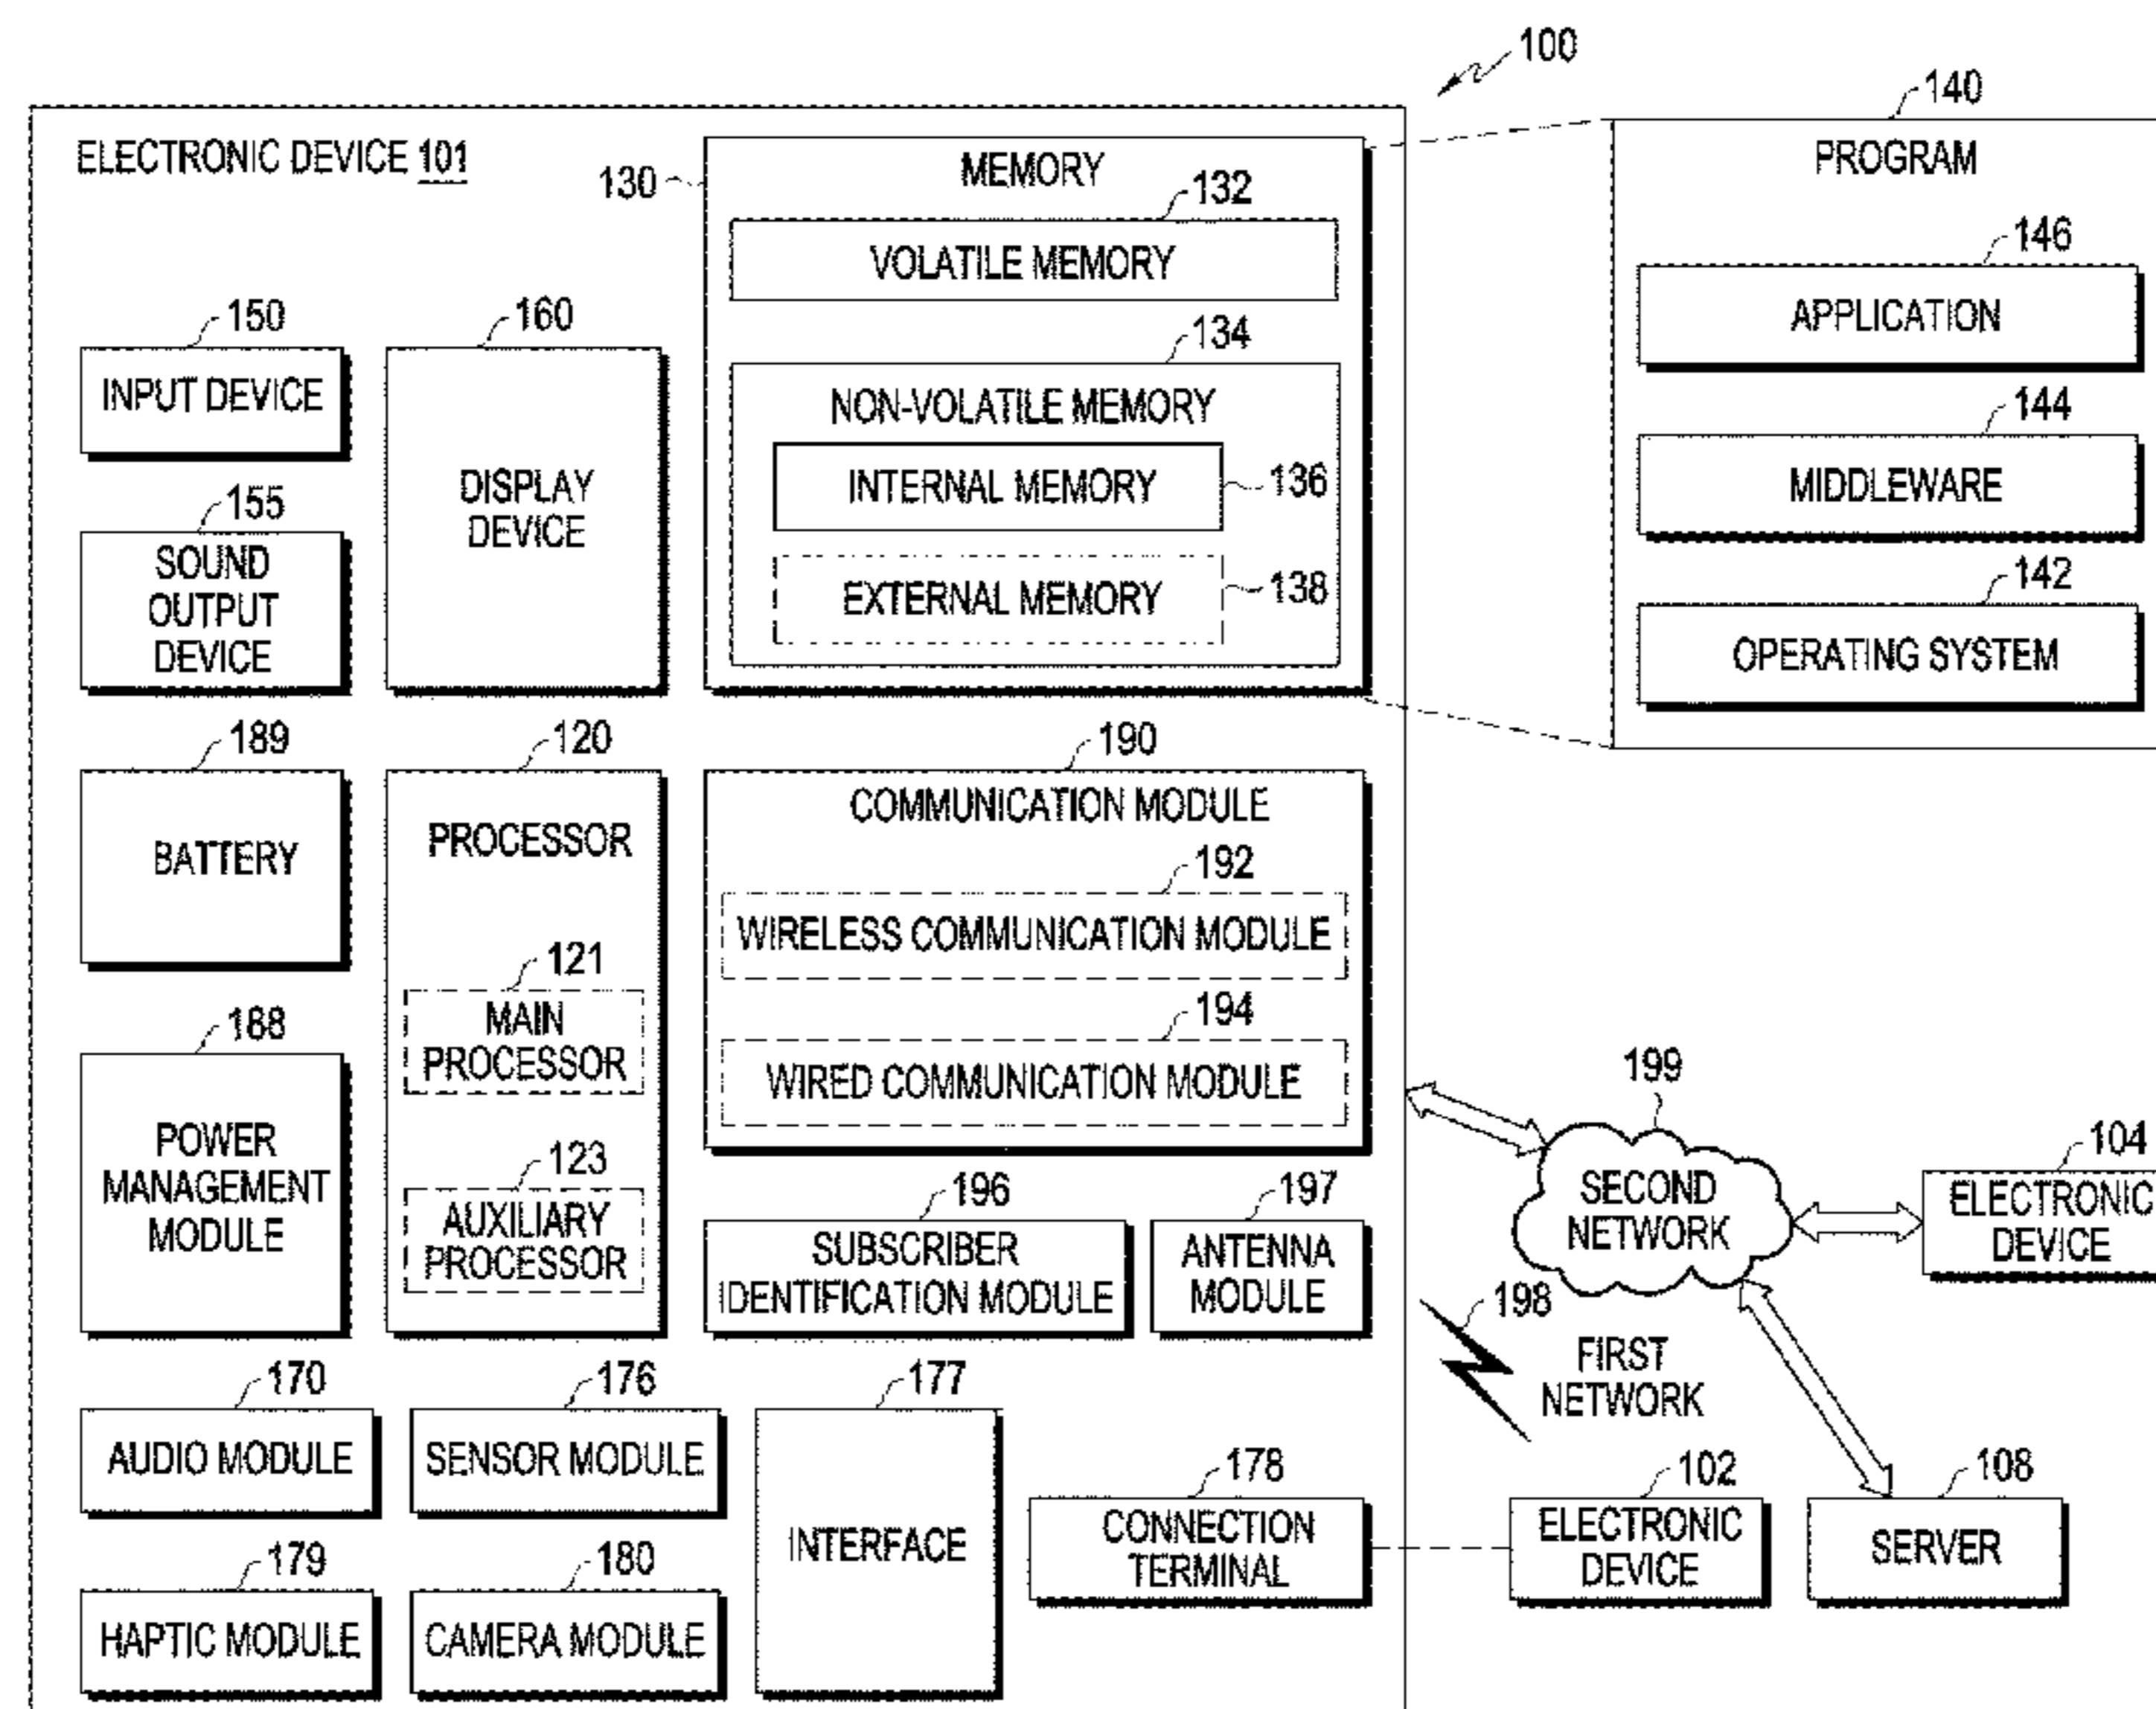 100
ELECTRONIC DEVICE 101
130
MEMORY
132
VOLATILE MEMORY
134
NON-VOLATILE MEMORY
INTERNAL MEMORY
136
EXTERNAL MEMORY
138
140
PROGRAM
146
APPLICATION
144
MIDDLEWARE
142
OPERATING SYSTEM
150
INPUT DEVICE
160
DISPLAY
DEVICE
155
SOUND
OUTPUT
DEVICE
189
BATTERY
120
PROCESSOR
121
MAIN
PROCESSOR
123
AUXILIARY
PROCESSOR
190
COMMUNICATION MODULE
192
WIRELESS COMMUNICATION MODULE
194
WIRED COMMUNICATION MODULE
188
POWER
MANAGEMENT
MODULE
196
SUBSCRIBER
IDENTIFICATION MODULE
197
ANTENNA
MODULE
199
SECOND
NETWORK
104
ELECTRONIC
DEVICE
198
FIRST
NETWORK
170
AUDIO MODULE
176
SENSOR MODULE
177
INTERFACE
178
CONNECTION
TERMINAL
102
ELECTRONIC
DEVICE
108
SERVER
179
HAPTIC MODULE
180
CAMERA MODULE